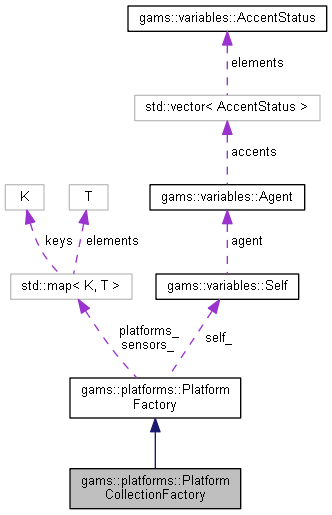 gams::variables::AccentStatus
elements
std::vector< AccentStatus >
accents
K
T
gams::variables::Agent
keys
elements
agent
std::map< K, T >
gams::variables::Self
platforms_
sensors_
self_
gams::platforms::Platform
Factory
gams::platforms::Platform
CollectionFactory